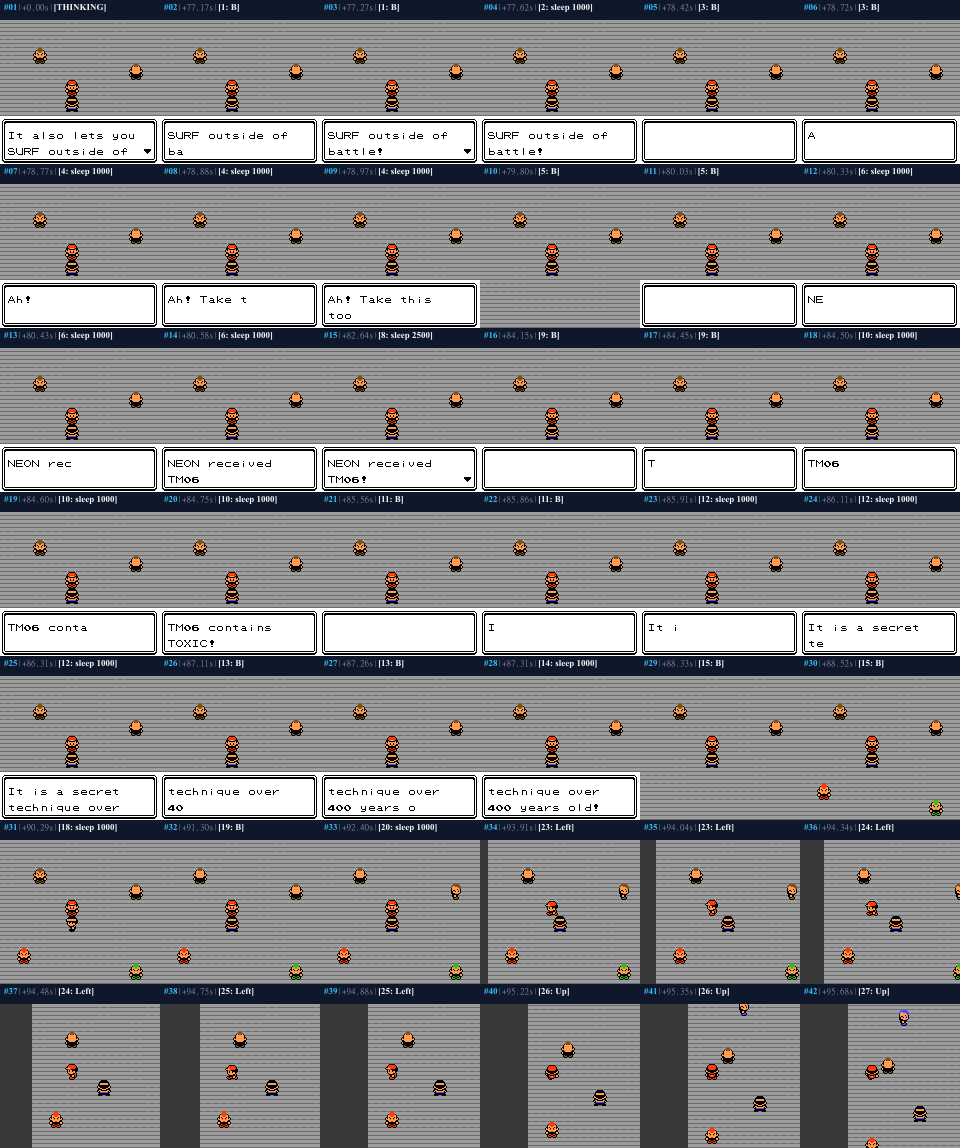 #01|+0.00s|[THINKING]
#02|+77.17s|[1: B]
#03|+77.27s|[1: B]
#04|+77.62s|[2: sleep 1000]
#05|+78.42s|[3: B]
#06|+78.72s|[3: B]
It also lets you
SURF outside of
SURF outside of
ba
SURF outside of
battle!
SURF outside of
battle!
A
#07|+78.77s|[4: sleep 1000]
#08|+78.88s|[4: sleep 1000]
#09|+78.97s|[4: sleep 1000]
#10|+79.80s|[5: B]
#11|+80.03s|[5: B]
#12|+80.33s|[6: sleep 1000]
Ah!
Ah! Take t
Ah! Take this
too
NE
#13|+80.43s|[6: sleep 1000]
#14|+80.58s|[6: sleep 1000]
#15|+82.64s|[8: sleep 2500]
#16|+84.15s|[9: B]
#17|+84.45s|[9: B]
#18|+84.50s|[10: sleep 1000]
NEON rec
NEON received
TM06
NEON received
TM06!
T
TM06
#19|+84.60s|[10: sleep 1000]
#20|+84.75s|[10: sleep 1000]
#21|+85.56s|[11: B]
#22|+85.86s|[11: B]
#23|+85.91s|[12: sleep 1000]
#24|+86.11s|[12: sleep 1000]
TM06 conta
TM06 contains
TOXIC!
I
It i
It is a secret
te
#25|+86.31s|[12: sleep 1000]
#26|+87.11s|[13: B]
#27|+87.26s|[13: B]
#28|+87.31s|[14: sleep 1000]
#29|+88.33s|[15: B]
#30|+88.52s|[15: B]
It is a secret
technique over
technique over
40
technique over
400 years o
technique over
400 years old!
#31|+90.29s|[18: sleep 1000]
#32|+91.30s|[19: B]
#33|+92.40s|[20: sleep 1000]
#34|+93.91s|[23: Left]
#35|+94.04s|[23: Left]
#36|+94.34s|[24: Left]
#37|+94.48s|[24: Left]
#38|+94.75s|[25: Left]
#39|+94.88s|[25: Left]
#40|+95.22s|[26: Up]
#41|+95.35s|[26: Up]
#42|+95.68s|[27: Up]